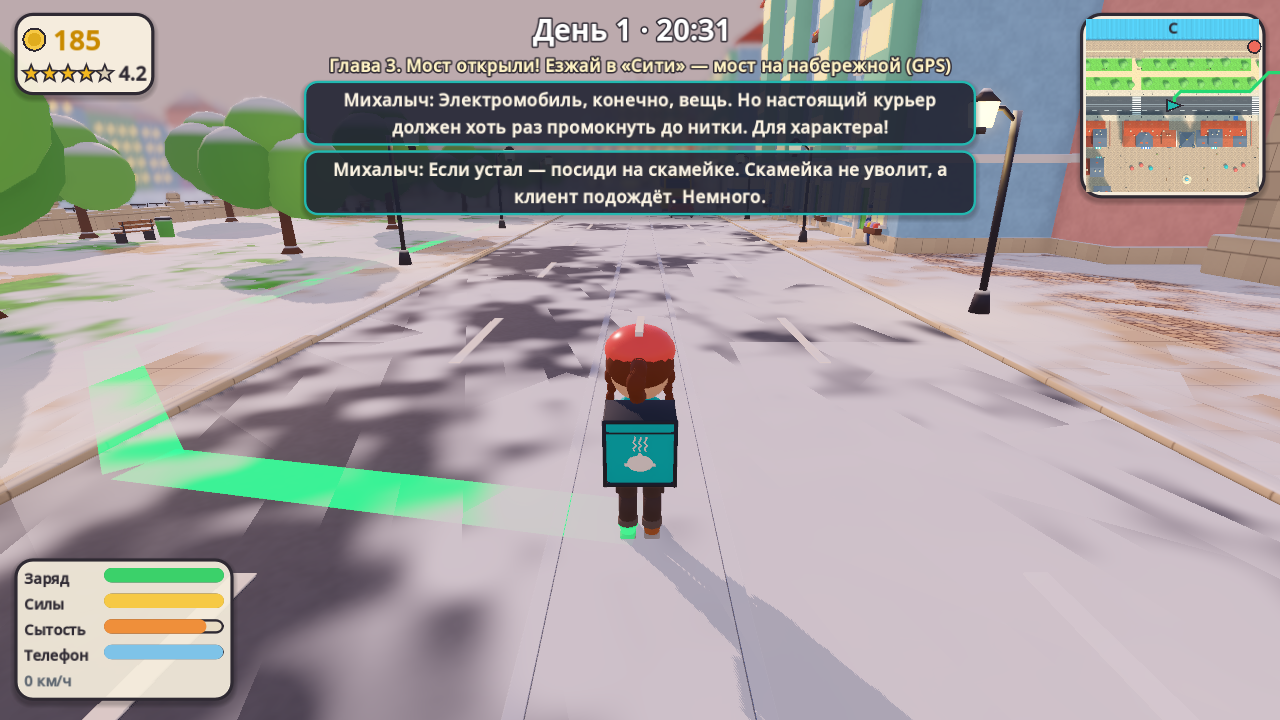 185
4.2
День 1 · 20:31
Глава 3. Мост открыли! Езжай в «Сити» — мост на набережной (GPS)
Михалыч: Электромобиль, конечно, вещь. Но настоящий курьер
должен хоть раз промокнуть до нитки. Для характера!
Михалыч: Если устал — посиди на скамейке. Скамейка не уволит, а
клиент подождёт. Немного.
С
Заряд
Силы
Сытость
Телефон
0 км/ч